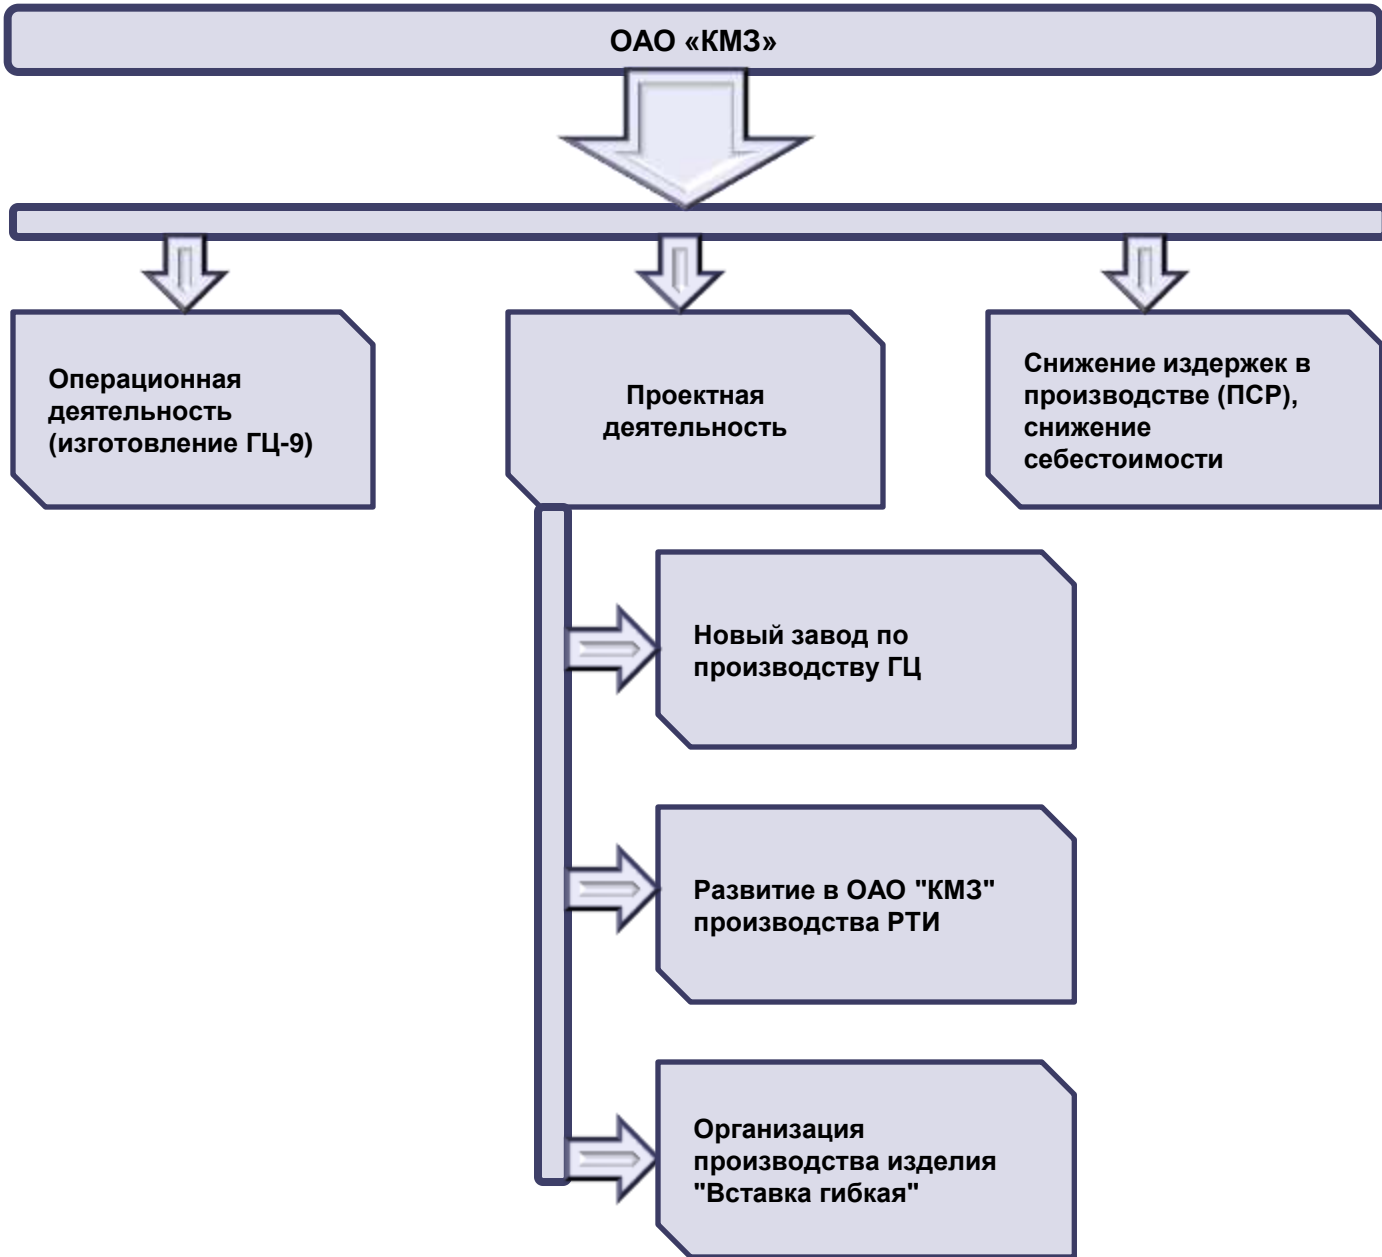 ОАО «КМЗ»
Операционная
деятельность
(изготовление ГЦ-9)
Проектная
деятельность
Снижение издержек в
производстве (ПСР),
снижение
себестоимости
Новый завод по
производству ГЦ
Развитие в ОАО "КМЗ"
производства РТИ
Организация
производства изделия
"Вставка гибкая"